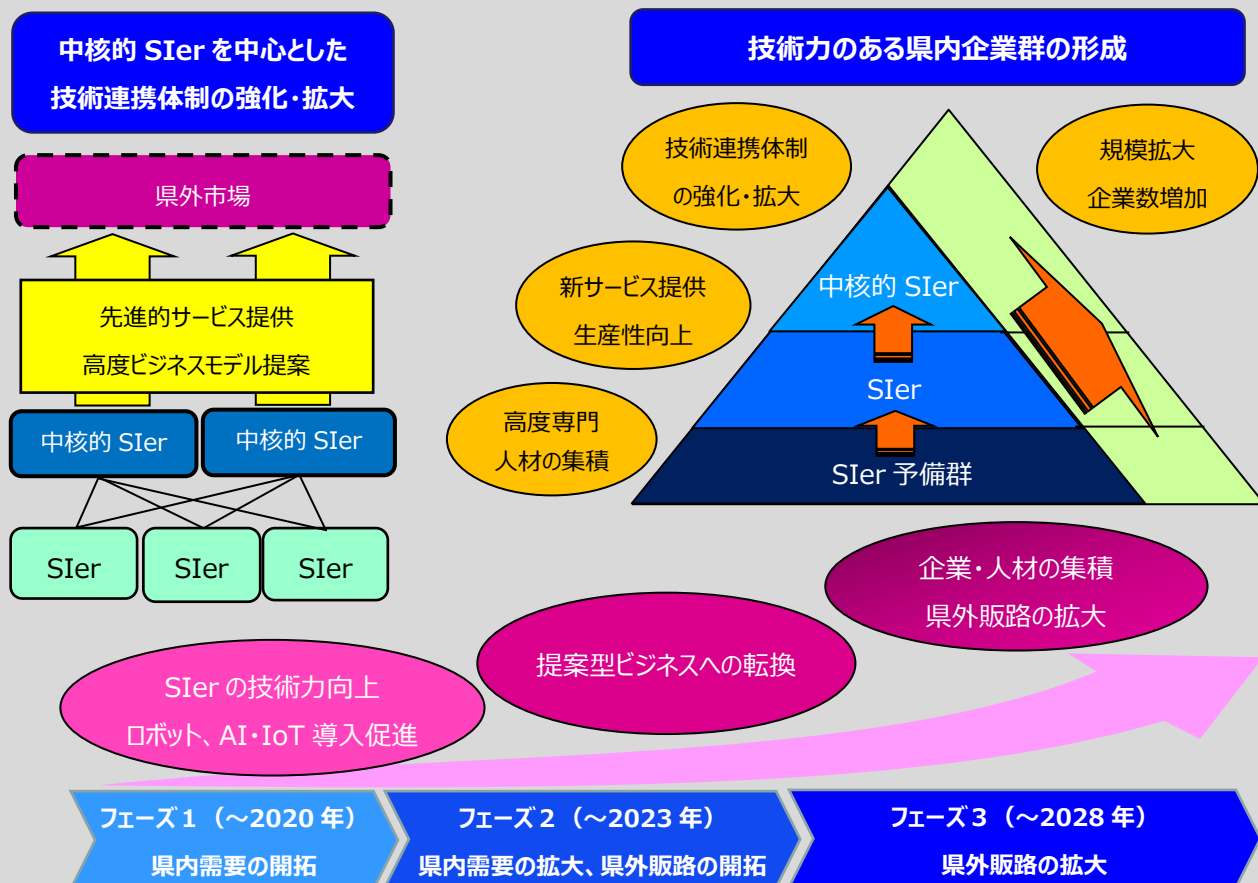 中核的 SIer を中心とした
技術連携体制の強化・拡大
県外市場
先進的サービス提供
高度ビジネスモデル提案
中核的 SIer
中核的 SIer
SIer
SIer
SIer
技術力のある県内企業群の形成
技術連携体制
の強化・拡大
規模拡大
企業数増加
新サービス提供
生産性向上
高度専門
人材の集積
中核的 SIer
SIer
SIer 予備群
企業・人材の集積
県外販路の拡大
提案型ビジネスへの転換
SIer の技術力向上
ロボット、AI・IoT 導入促進
フェーズ１（～2020 年）
県内需要の開拓
フェーズ２（～2023 年）
県内需要の拡大、県外販路の開拓
フェーズ３（～2028 年）
県外販路の拡大